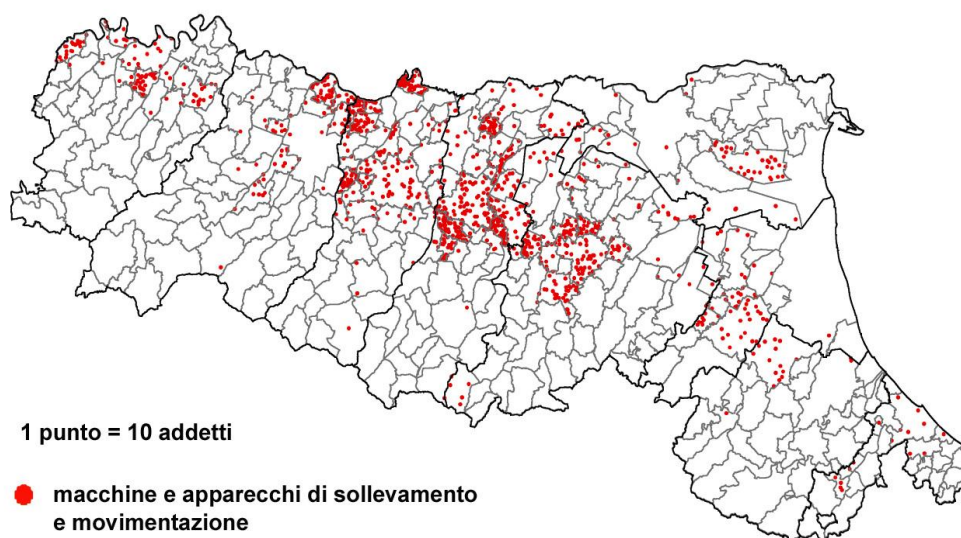 1 punto = 10 addetti
macchine e apparecchi di sollevamento
e movimentazione